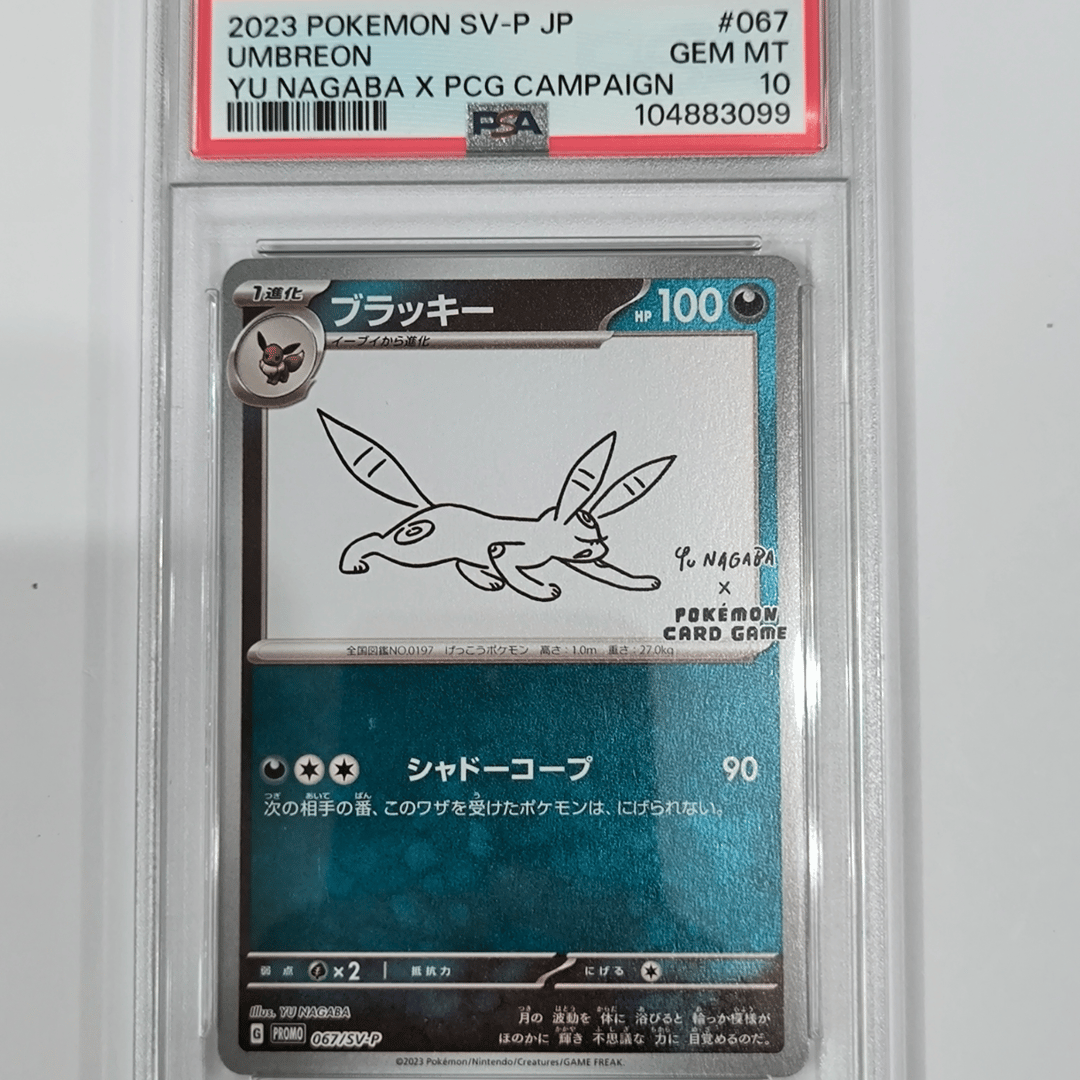 2023 POKEMON SV-P JP #067
UMBREON GEM MT
YU NAGABA X PCG CAMPAIGN 10
PSA 104883099
1進化 ブラッキー HP 100
イーブイから進化
Yu NAGABA
X
POKÉMON
CARD GAME
全国図鑑NO.0197 げっこうポケモン 高さ:1.0m 重さ:27.0kg
シャドーコープ 90
次の相手の番、このワザを受けたポケモンは、にげられない。
弱点 ×2 抵抗力 にげる
Illus. YU NAGABA
月の波動を体に浴びると輪っか模様が
ほのかに輝き不思議な力に目覚めるのだ。
G PROMO 067/SV-P
©2023 Pokémon/Nintendo/Creatures/GAME FREAK.